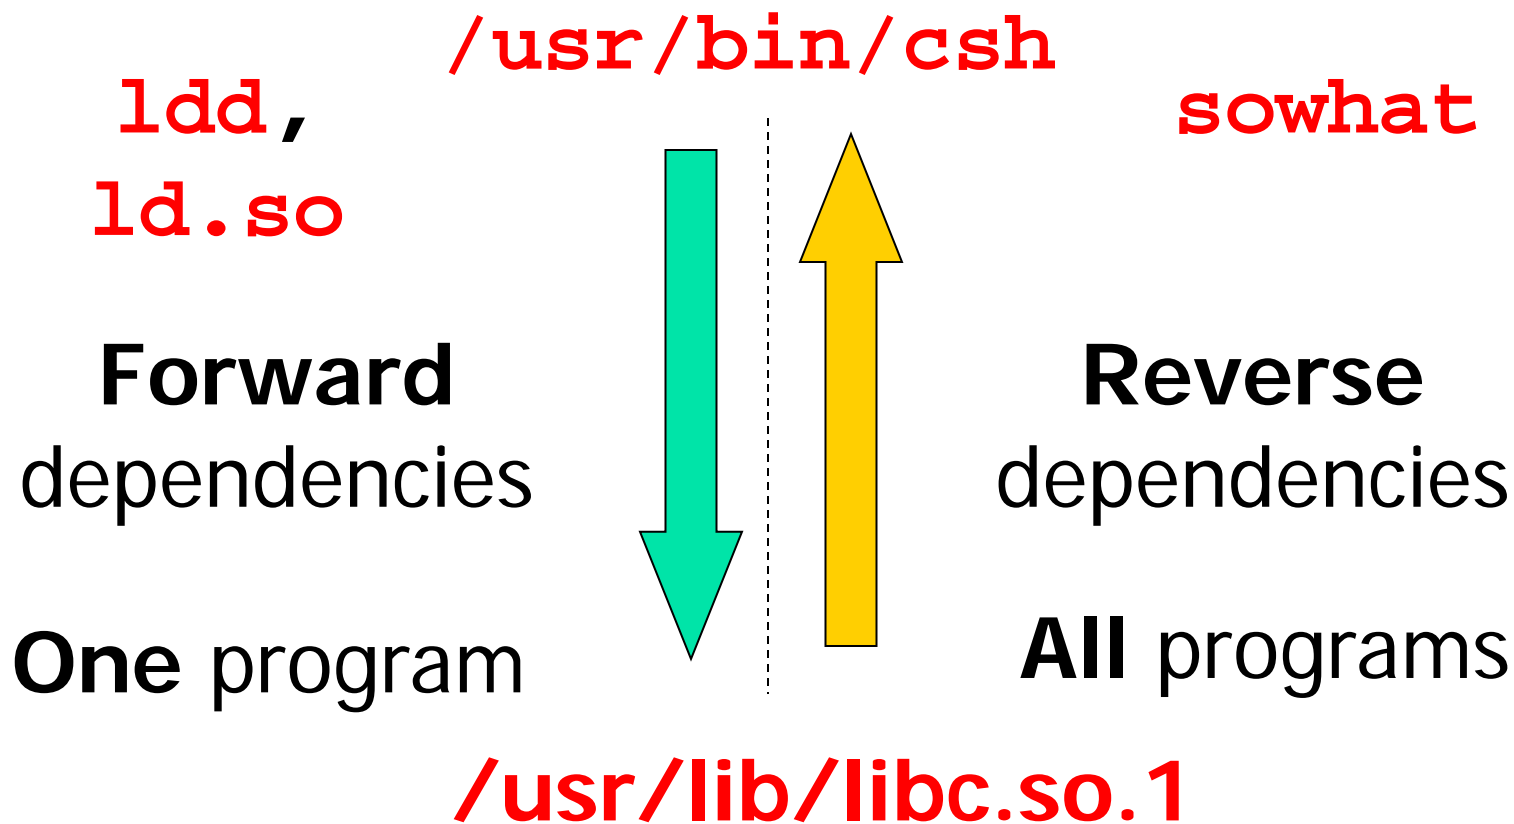 /usr/bin/csh
ldd,
ld.so
sowhat
Forward
dependencies
Reverse
dependencies
One program
All programs
/usr/lib/libc.so.1